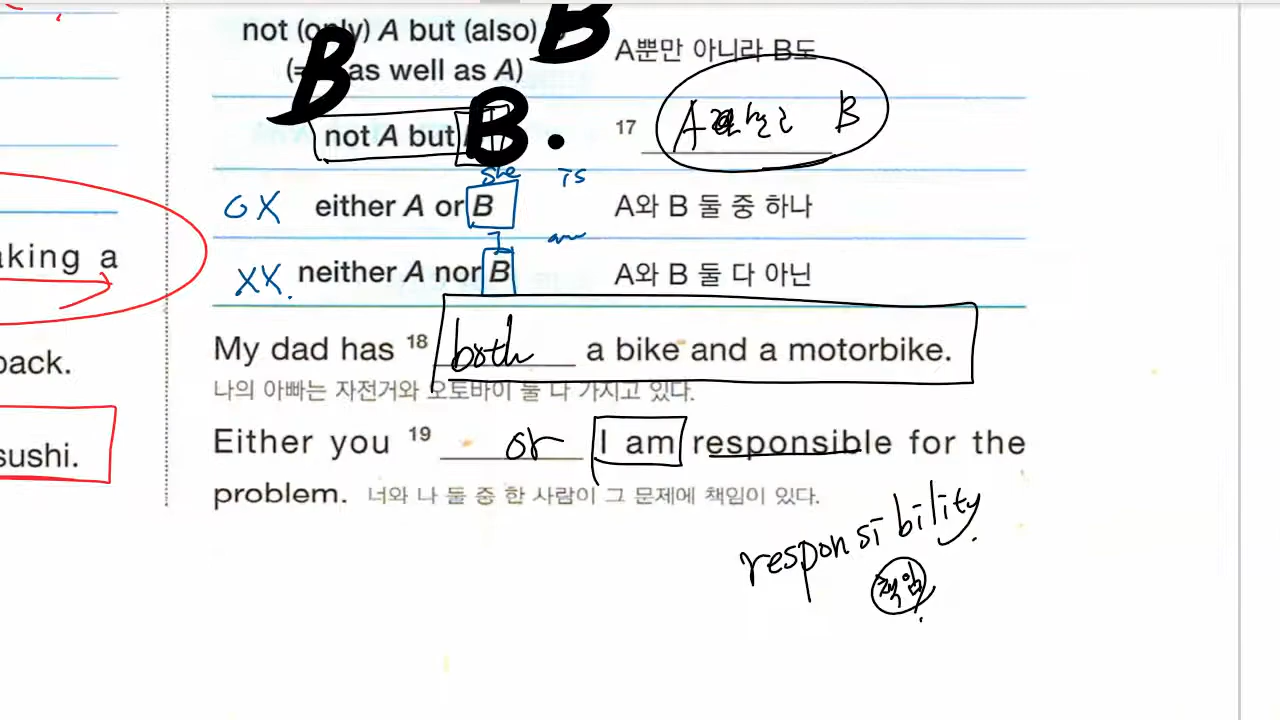 not (only) A but (also) B
A뿐만 아니라 B도
(= B as well as A)
not A but B.
17 A B
she is
OX either A or B
A와 B 둘 중 하나
I am
XX. neither A nor B
A와 B 둘 다 아닌
aking a
My dad has 18 both a bike and a motorbike.
나의 아빠는 자전거와 오토바이 둘 다 가지고 있다.
back.
Either you 19 or I am responsible for the
sushi.
problem. 너와 나 둘 중 한 사람이 그 문제에 책임이 있다.
responsibility.
책임